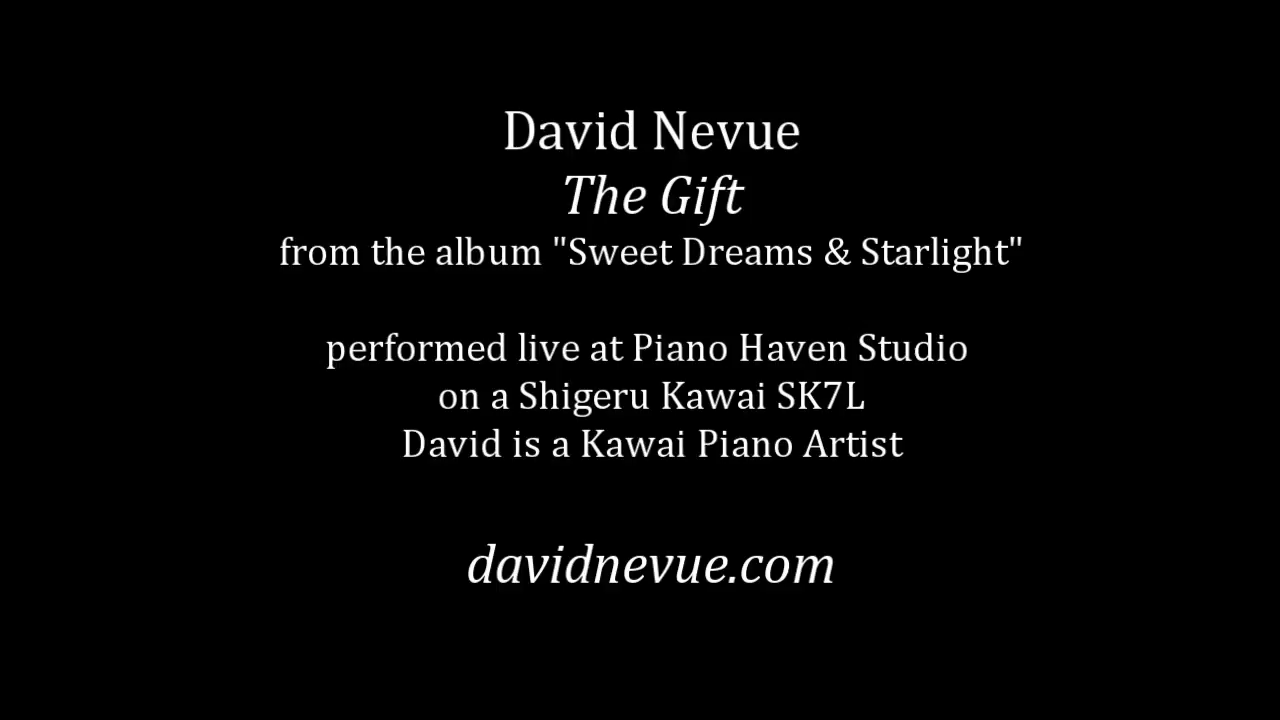 David Nevue
The Gift
from the album "Sweet Dreams & Starlight"
performed live at Piano Haven Studio
on a Shigeru Kawai SK7L
David is a Kawai Piano Artist
davidnevue.com